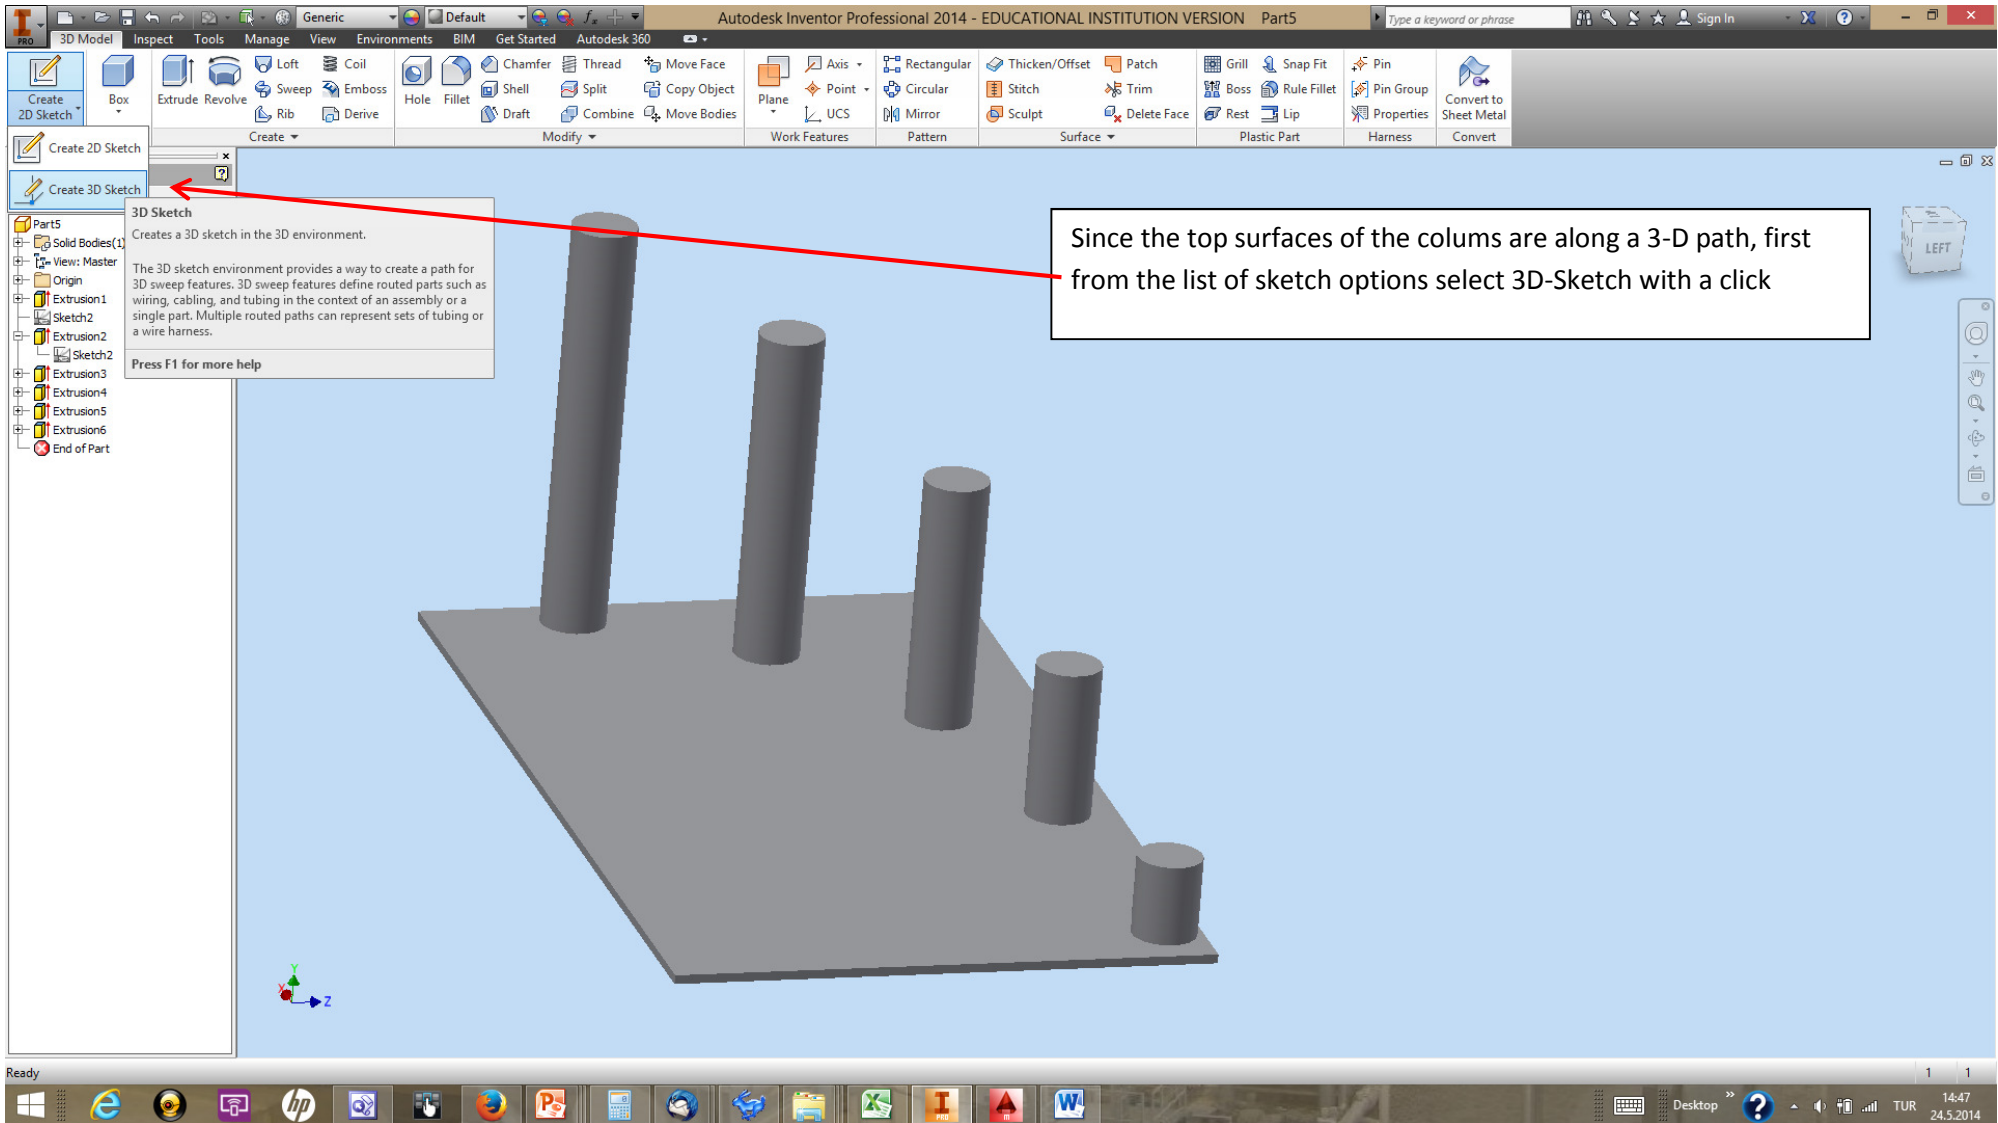 Generic
Default
Autodesk Inventor Professional 2014 - EDUCATIONAL INSTITUTION VERSION Part5
Type a keyword or phrase
Sign In
PRO
3D Model Inspect Tools Manage View Environments BIM Get Started Autodesk 360
Create
2D Sketch
Box
Extrude Revolve
Loft Coil
Sweep Emboss
Rib Derive
Hole Fillet
Chamfer Thread Move Face
Shell Split Copy Object
Draft Combine Move Bodies
Plane
Axis
Point
UCS
Rectangular
Circular
Mirror
Thicken/Offset Patch
Stitch Trim
Sculpt Delete Face
Grill Snap Fit
Boss Rule Fillet
Rest Lip
Pin
Pin Group
Properties
Convert to
Sheet Metal
Create Modify Work Features Pattern Surface Plastic Part Harness Convert
Create 2D Sketch
Create 3D Sketch
3D Sketch
Creates a 3D sketch in the 3D environment.
The 3D sketch environment provides a way to create a path for
3D sweep features. 3D sweep features define routed parts such as
wiring, cabling, and tubing in the context of an assembly or a
single part. Multiple routed paths can represent sets of tubing or
a wire harness.
Press F1 for more help
Part5
Solid Bodies(1)
View: Master
Origin
Extrusion1
Sketch2
Extrusion2
Sketch2
Extrusion3
Extrusion4
Extrusion5
Extrusion6
End of Part
Since the top surfaces of the colums are along a 3-D path, first
from the list of sketch options select 3D-Sketch with a click
LEFT
Y
X
Z
Ready
1 1
hp
PRO
Desktop
TUR
14:47
24.5.2014